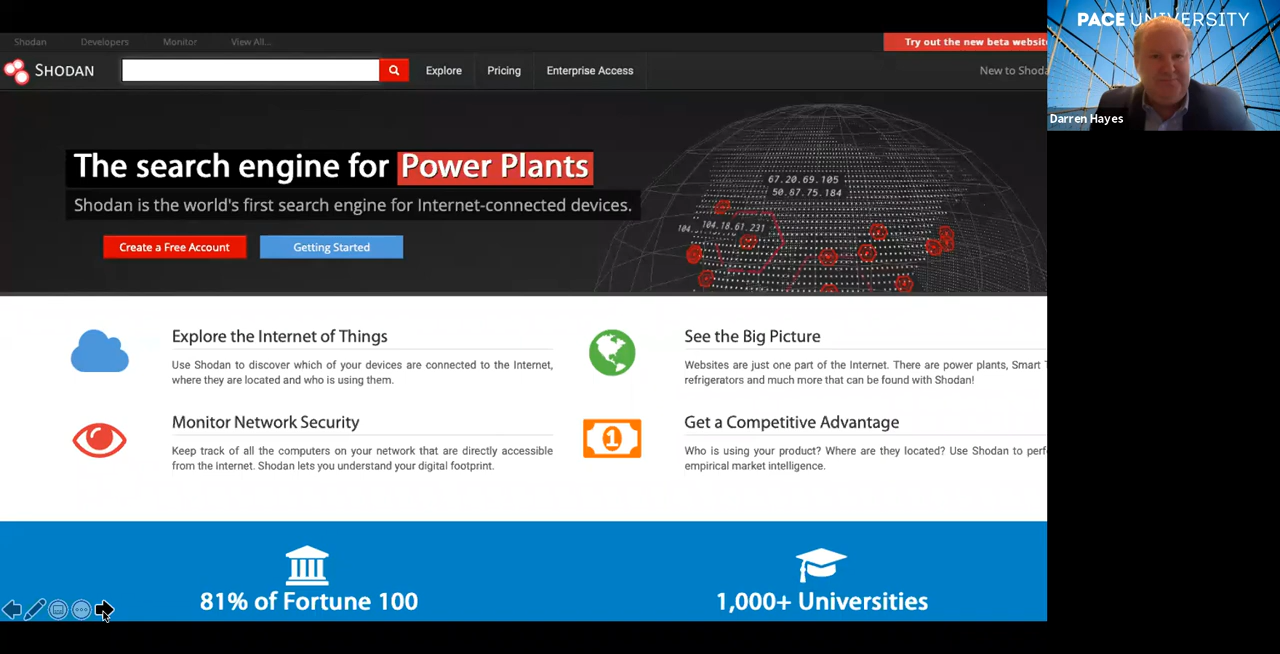 Shodan
Developers
Monitor
View All...
Try out the new beta website
SHODAN
Explore
Pricing
Enterprise Access
New to Shoda
The search engine for Power Plants
Shodan is the world's first search engine for Internet-connected devices.
Create a Free Account
Getting Started
67.20.69.105
50.87.75.184
104.18.61.231
104.
Explore the Internet of Things
Use Shodan to discover which of your devices are connected to the Internet,
where they are located and who is using them.
See the Big Picture
Websites are just one part of the Internet. There are power plants, Smart T
refrigerators and much more that can be found with Shodan!
Monitor Network Security
Keep track of all the computers on your network that are directly accessible
from the Internet. Shodan lets you understand your digital footprint.
1
Get a Competitive Advantage
Who is using your product? Where are they located? Use Shodan to perf
empirical market intelligence.
81% of Fortune 100
1,000+ Universities
PACE UNIVERSITY
Darren Hayes